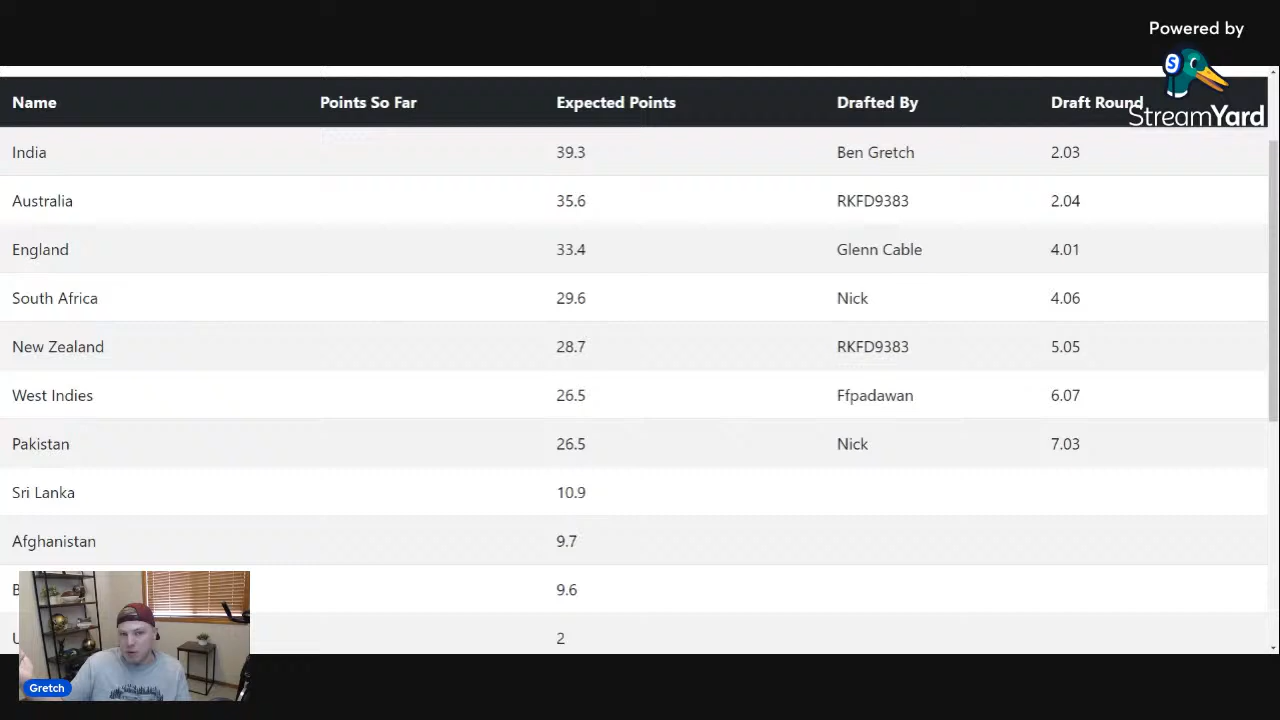 Powered by
StreamYard
Name Points So Far Expected Points Drafted By Draft Round
India 39.3 Ben Gretch 2.03
Australia 35.6 RKFD9383 2.04
England 33.4 Glenn Cable 4.01
South Africa 29.6 Nick 4.06
New Zealand 28.7 RKFD9383 5.05
West Indies 26.5 Ffpadawan 6.07
Pakistan 26.5 Nick 7.03
Sri Lanka 10.9
Afghanistan 9.7
9.6
2
Gretch